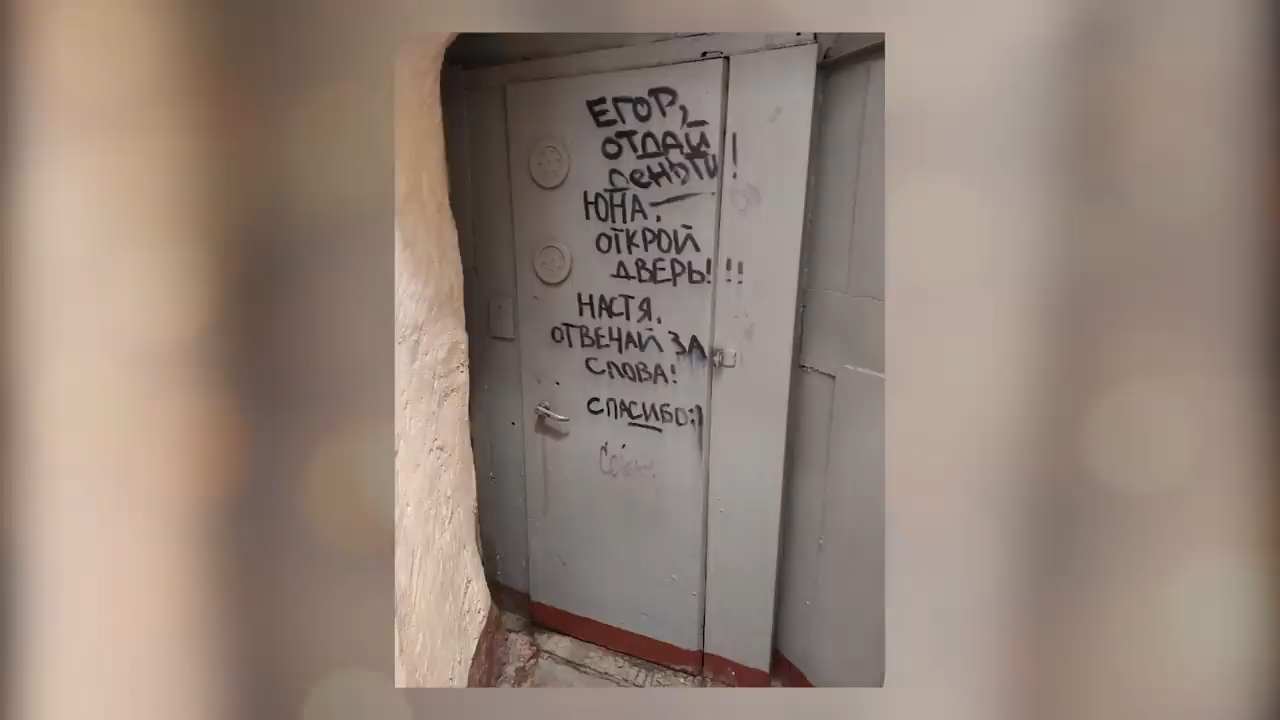 ЕГОР,
ОТДАЙ
деньги!
ЮНА.
ОТКРОЙ
ДВЕРЬ!!!
НАСТЯ.
ОТВЕЧАЙ ЗА
СЛОВА!
СПАСИБО:)